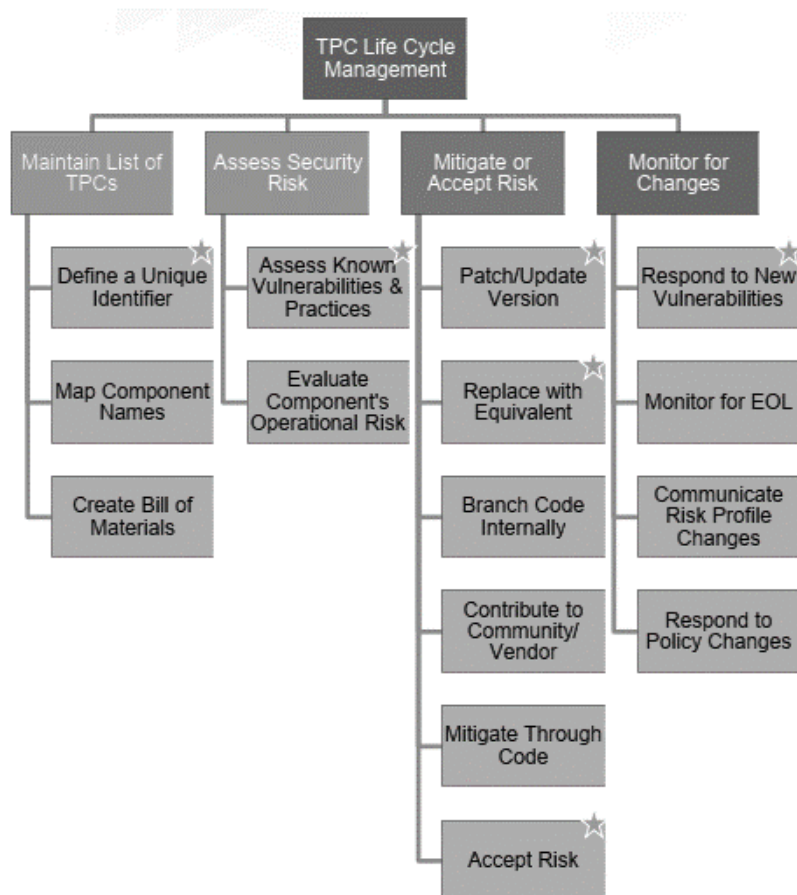 TPC Life Cycle
Management
Maintain List of
TPCs
Assess Security
Risk
Mitigate or
Accept Risk
Monitor for
Changes
Define a Unique
Identifier
Map Component
Names
Create Bill of
Materials
Assess Known
Vulnerabilities &
Practices
Evaluate
Component's
Operational Risk
Patch/Update
Version
Replace with
Equivalent
Branch Code
Internally
Contribute to
Community/
Vendor
Mitigate Through
Code
Accept Risk
Respond to New
Vulnerabilities
Monitor for EOL
Communicate
Risk Profile
Changes
Respond to
Policy Changes